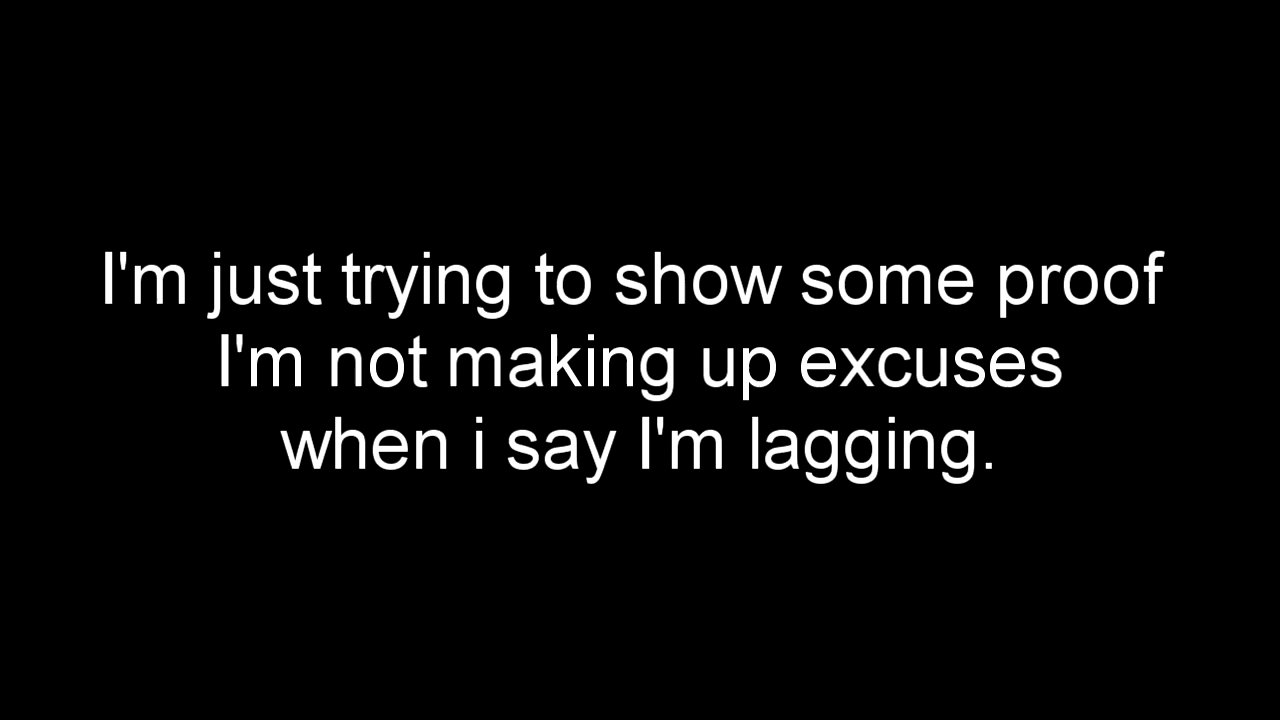 I'm just trying to show some proof
I'm not making up excuses
when i say I'm lagging.